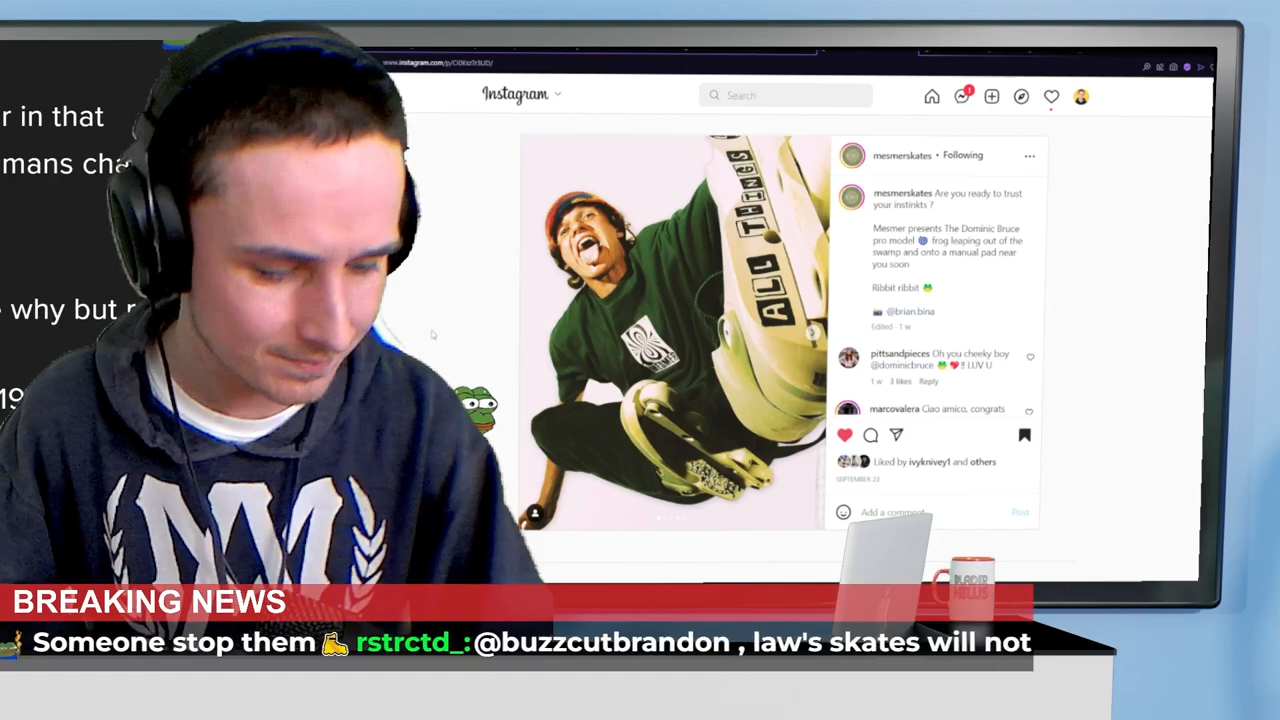 r in that
mans cha
why but r
19
www.instagram.com/p/
Instagram
Search
1
ALL THINGS
mesmerskates • Following
mesmerskates Are you ready to trust
your instinkts ?
Mesmer presents The Dominic Bruce
pro model 🌀 frog leaping out of the
swamp and onto a manual pad near
you soon
Ribbit ribbit 🐸
📸 @brian.bina
Edited · 1 w
pittsandpieces Oh you cheeky boy
@dominicbruce 🐸 💖!! LUV U
1 w 3 likes Reply
marcovalera Ciao amico, congrats
Liked by ivyknivey1 and others
SEPTEMBER 23
Add a comment
Post
BLADER
NEWS
BREAKING NEWS
Someone stop them rstrctd_: @buzzcutbrandon , law's skates will not